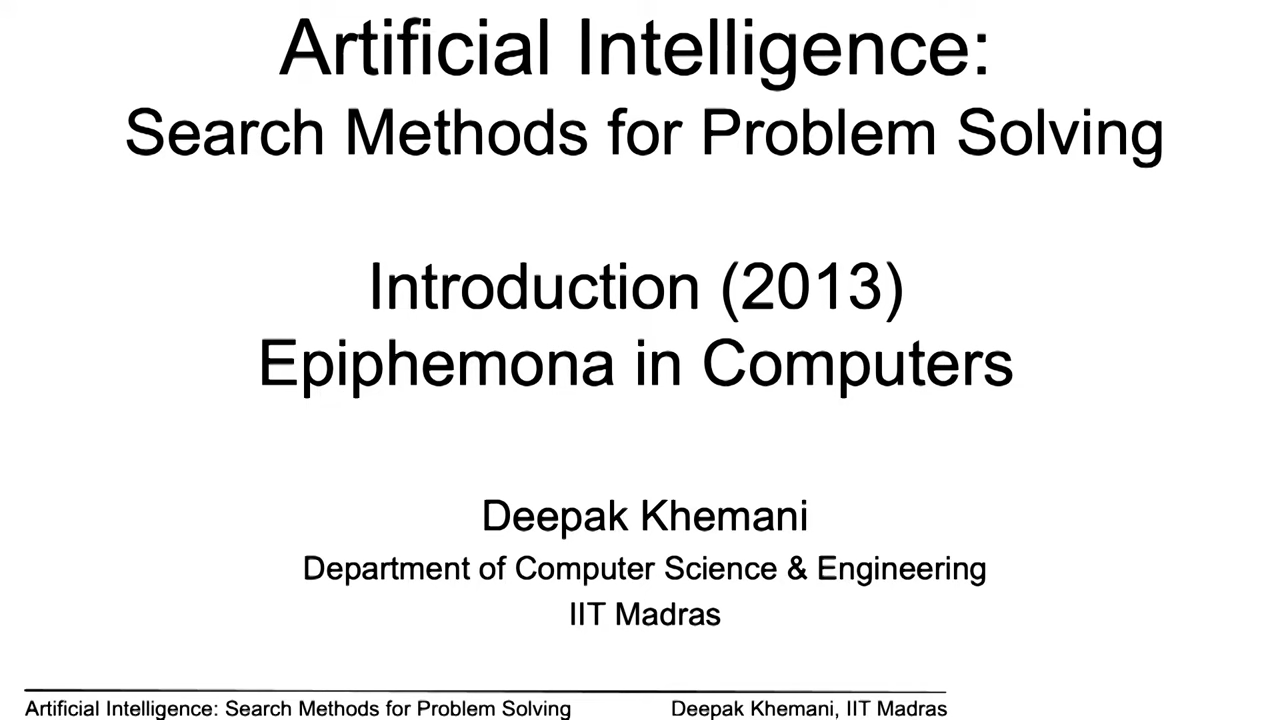 Artificial Intelligence:
Search Methods for Problem Solving
Introduction (2013)
Epiphemona in Computers
Deepak Khemani
Department of Computer Science & Engineering
IIT Madras
Artificial Intelligence: Search Methods for Problem Solving Deepak Khemani, IIT Madras